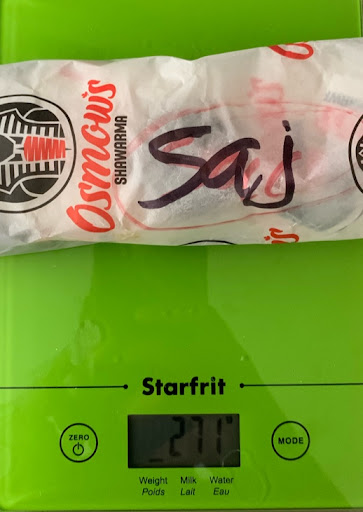 Osmow's
SHAWARMA
Saj
Starfrit
ZERO
271
MODE
Weight Milk Water
Poids Lait Eau